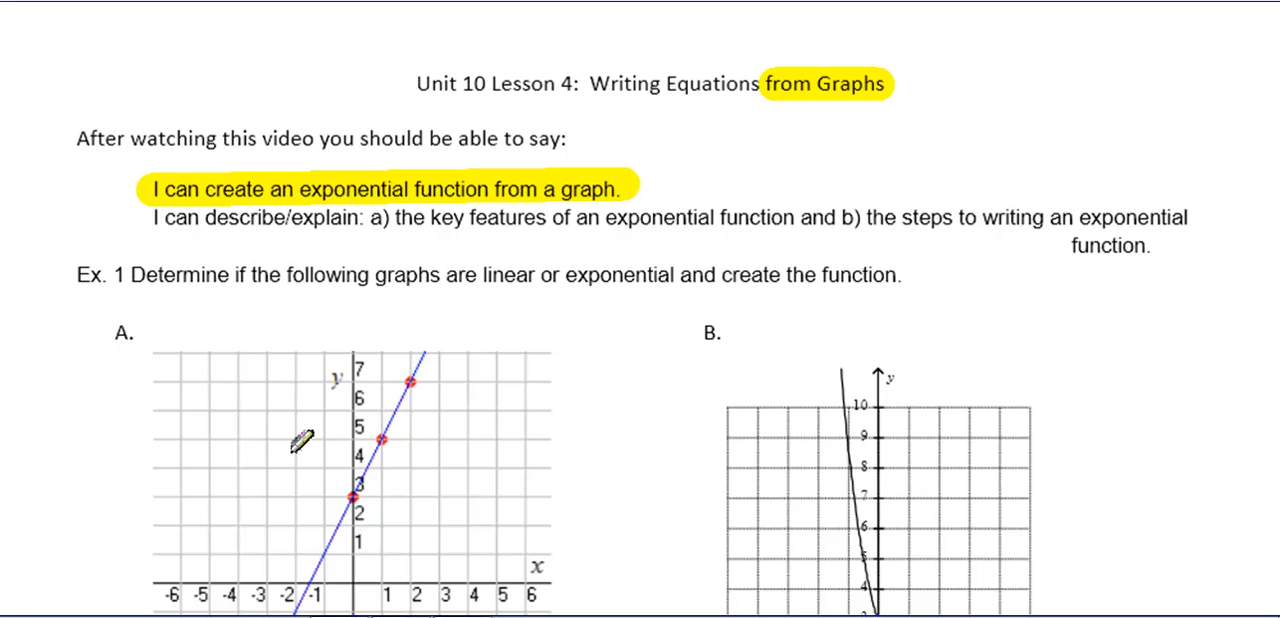 Unit 10 Lesson 4: Writing Equations from Graphs
After watching this video you should be able to say:
I can create an exponential function from a graph.
I can describe/explain: a) the key features of an exponential function and b) the steps to writing an exponential
function.
Ex. 1 Determine if the following graphs are linear or exponential and create the function.
A.
B.
y
7
6
5
4
3
2
1
x
-6 -5 -4 -3 -2 -1 1 2 3 4 5 6
y
10
9
8
7
6
5
4